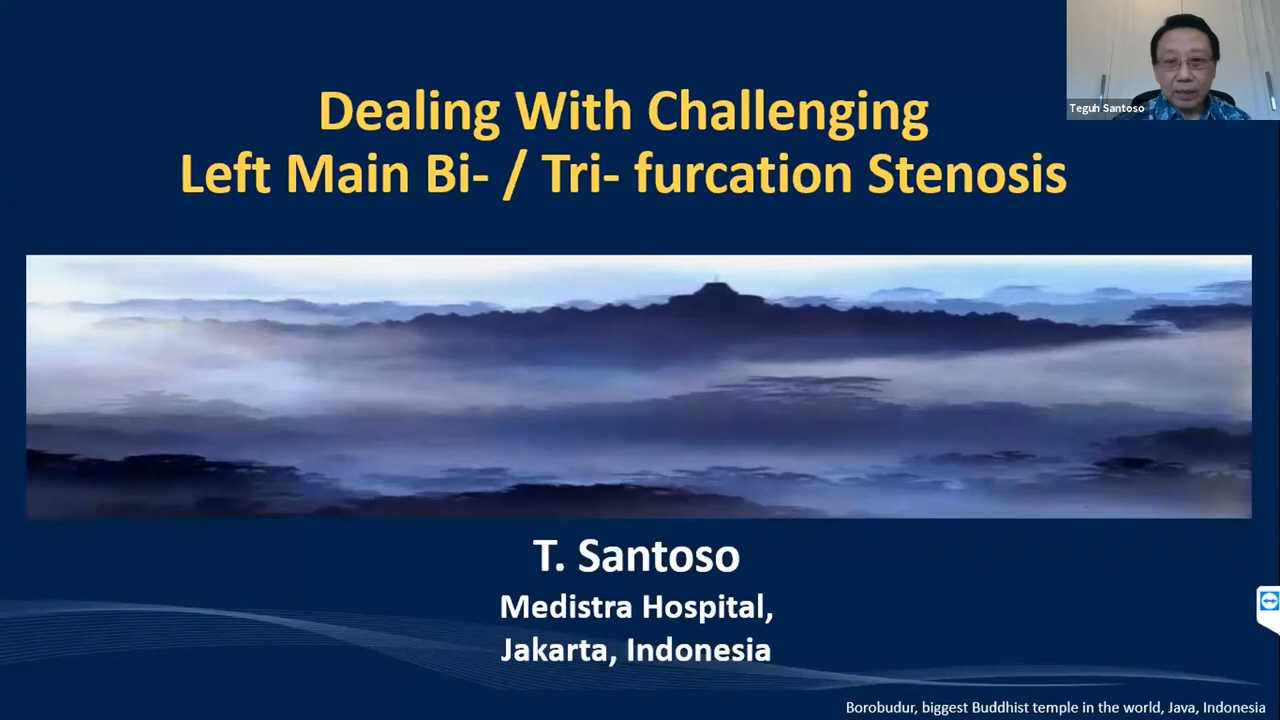 Dealing With Challenging
Left Main Bi- / Tri- furcation Stenosis
Teguh Santoso
T. Santoso
Medistra Hospital,
Jakarta, Indonesia
Borobudur, biggest Buddhist temple in the world, Java, Indonesia